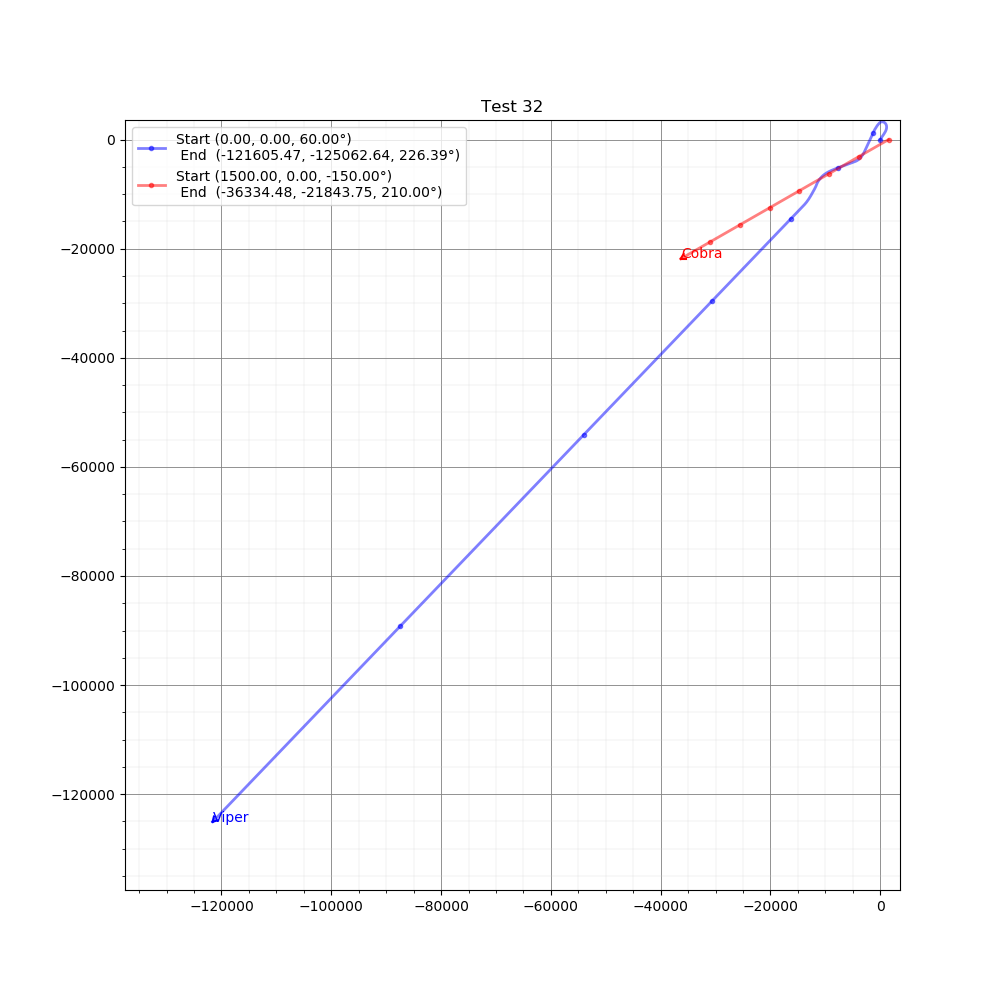 Test 32
Start (0.00, 0.00, 60.00°)
End (-121605.47, -125062.64, 226.39°)
Start (1500.00, 0.00, -150.00°)
End (-36334.48, -21843.75, 210.00°)
0
−20000
−40000
−60000
−80000
−100000
−120000
Cobra
Viper
−120000 −100000 −80000 −60000 −40000 −20000 0